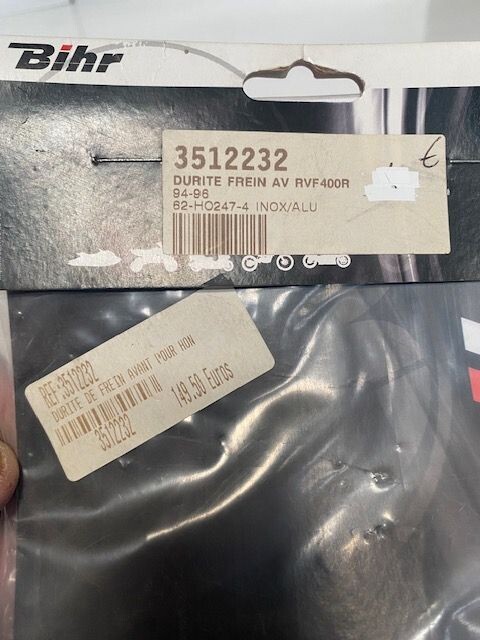 Bihr
3512232
DURITE FREIN AV RVF400R
94-96
62-HO247-4 INOX/ALU
€
REF.3512232
DURITE DE FREIN AVANT POUR HON
3512232
149.50 Euros